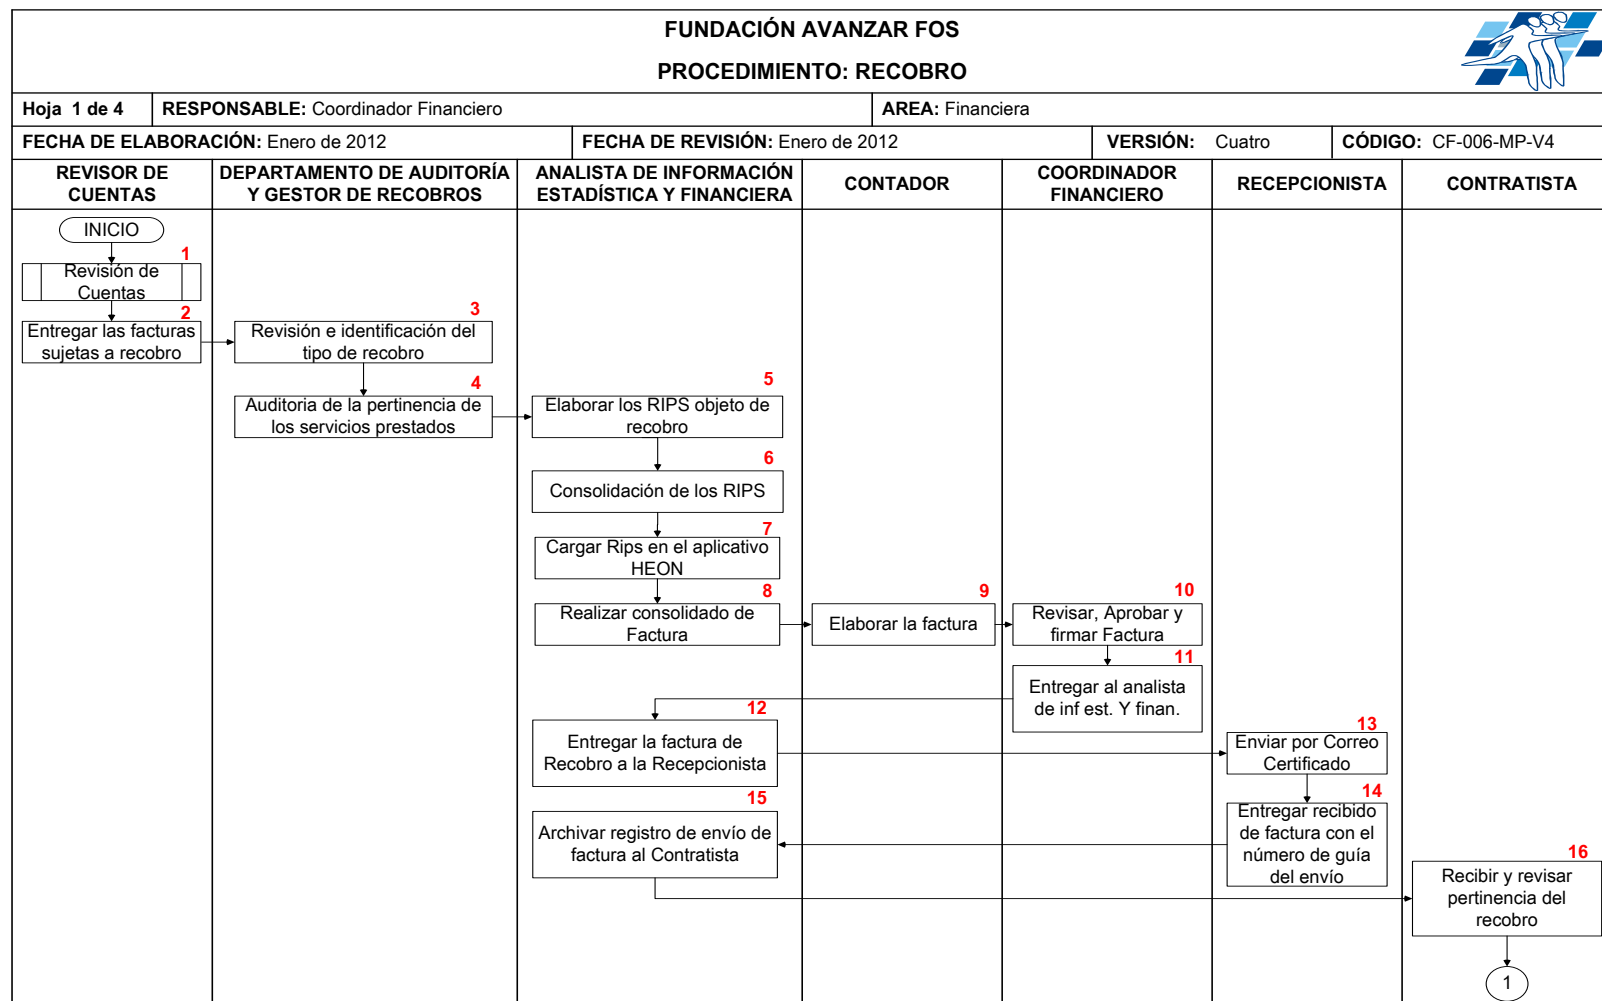 FUNDACIÓN AVANZAR FOS
PROCEDIMIENTO: RECOBRO
Hoja 1 de 4
RESPONSABLE: Coordinador Financiero
AREA: Financiera
FECHA DE ELABORACIÓN: Enero de 2012
FECHA DE REVISIÓN: Enero de 2012
VERSIÓN: Cuatro
CÓDIGO: CF-006-MP-V4
REVISOR DE
CUENTAS
DEPARTAMENTO DE AUDITORÍA
Y GESTOR DE RECOBROS
ANALISTA DE INFORMACIÓN
ESTADÍSTICA Y FINANCIERA
CONTADOR
COORDINADOR
FINANCIERO
RECEPCIONISTA
CONTRATISTA
INICIO
1
Revisión de
Cuentas
2
Entregar las facturas
sujetas a recobro
3
Revisión e identificación del
tipo de recobro
4
Auditoria de la pertinencia de
los servicios prestados
5
Elaborar los RIPS objeto de
recobro
6
Consolidación de los RIPS
7
Cargar Rips en el aplicativo
HEON
8
Realizar consolidado de
Factura
9
Elaborar la factura
10
Revisar, Aprobar y
firmar Factura
11
Entregar al analista
de inf est. Y finan.
12
Entregar la factura de
Recobro a la Recepcionista
13
Enviar por Correo
Certificado
14
Entregar recibido
de factura con el
número de guía
del envío
15
Archivar registro de envío de
factura al Contratista
16
Recibir y revisar
pertinencia del
recobro
1